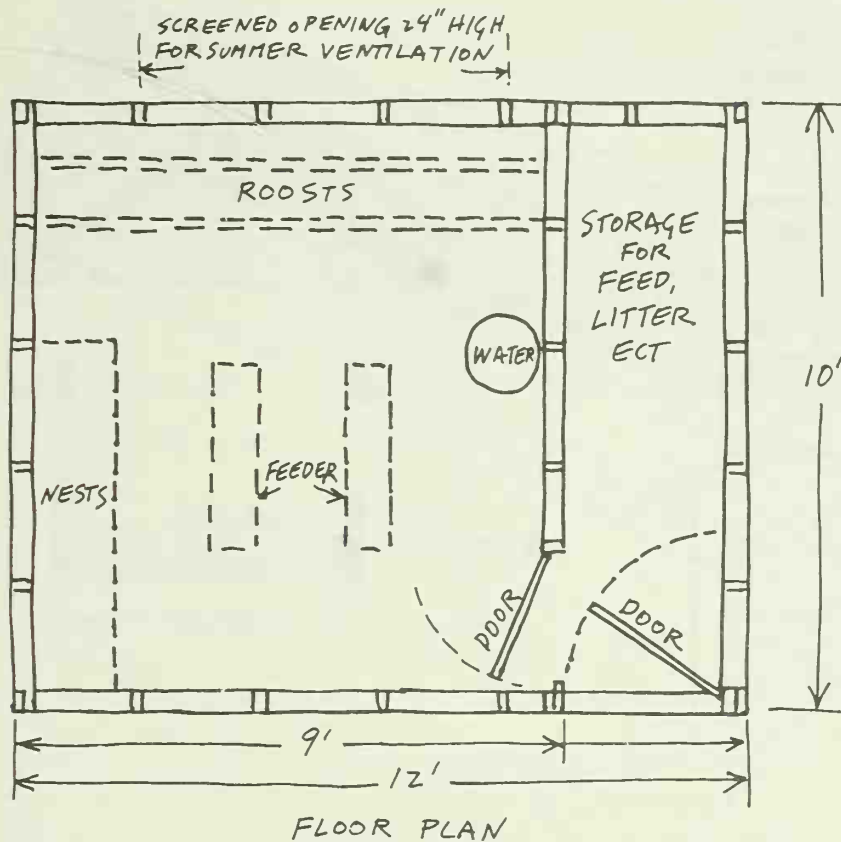 SCREENED OPENING 24" HIGH
FOR SUMMER VENTILATION
ROOSTS
STORAGE
FOR
FEED,
LITTER
ECT
WATER
10'
FEEDER
NESTS
DOOR
DOOR
9'
12'
FLOOR PLAN